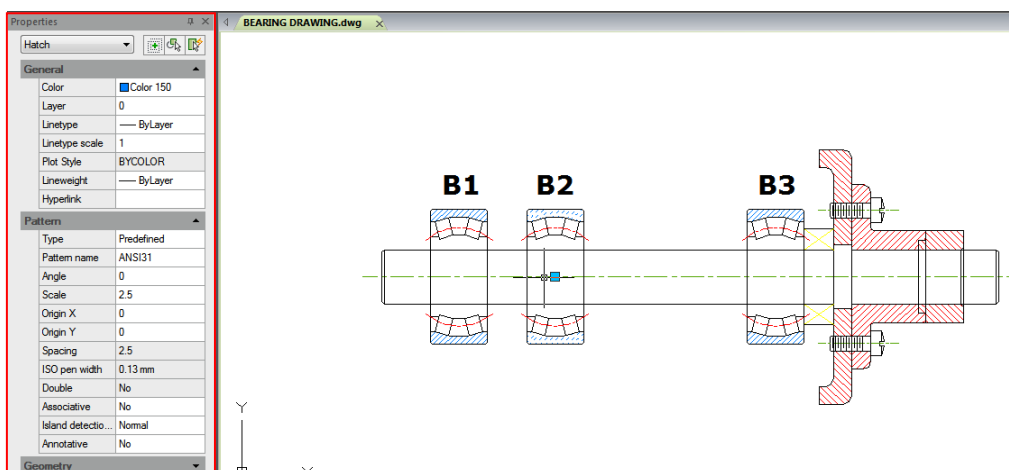 Properties
BEARING DRAWING.dwg
Hatch
General
Color Color 150
Layer 0
Linetype ByLayer
Linetype scale 1
Plot Style BYCOLOR
Lineweight ByLayer
Hyperlink
Pattern
Type Predefined
Pattern name ANSI31
Angle 0
Scale 2.5
Origin X 0
Origin Y 0
Spacing 2.5
ISO pen width 0.13 mm
Double No
Associative No
Island detectio... Normal
Annotative No
Geometry
B1 B2 B3
Y